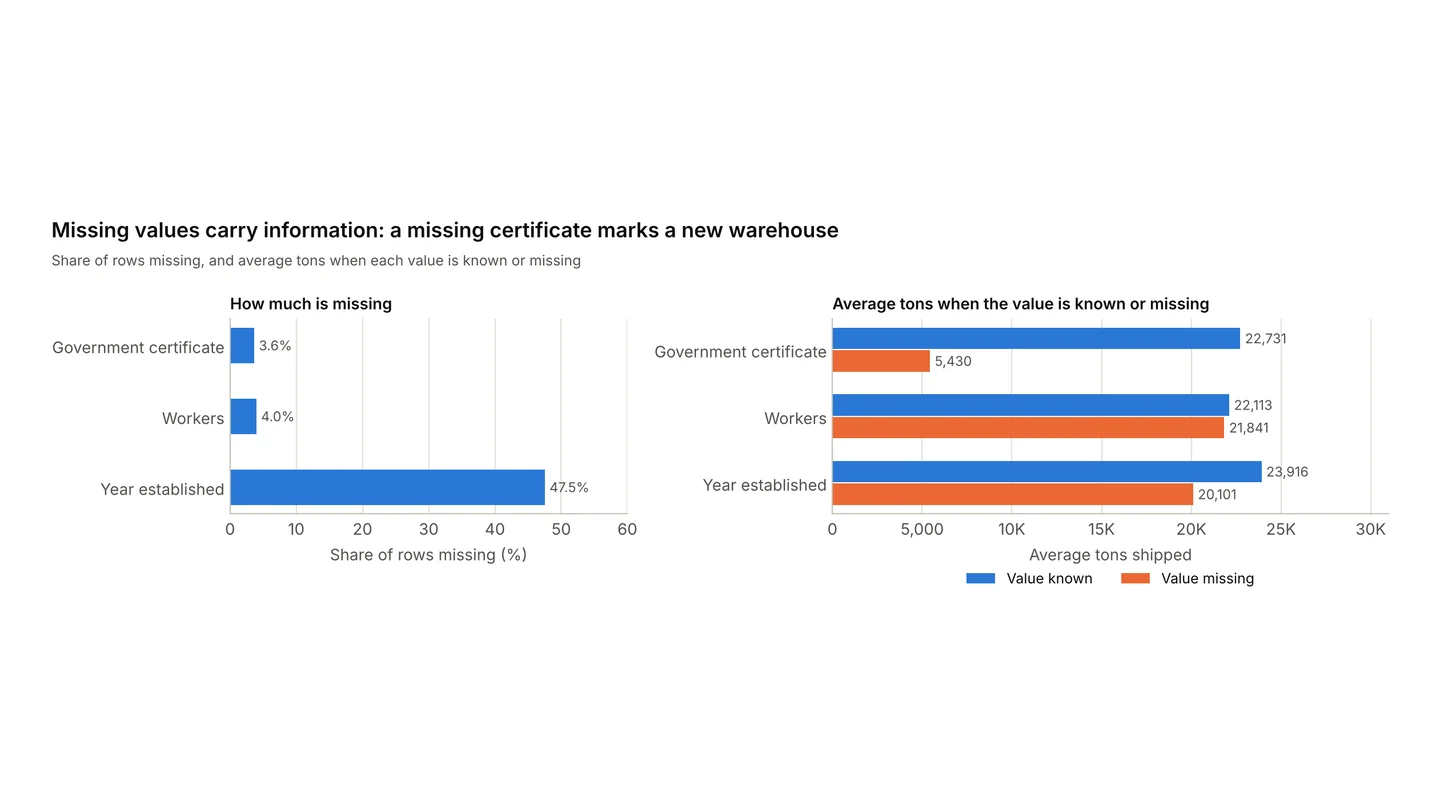 Missing values carry information: a missing certificate marks a new warehouse
Share of rows missing, and average tons when each value is known or missing
How much is missing
Government certificate
3.6%
Workers
4.0%
Year established
47.5%
0 10 20 30 40 50 60
Share of rows missing (%)
Average tons when the value is known or missing
Government certificate
22,731
5,430
Workers
22,113
21,841
Year established
23,916
20,101
0 5,000 10K 15K 20K 25K 30K
Average tons shipped
Value known Value missing